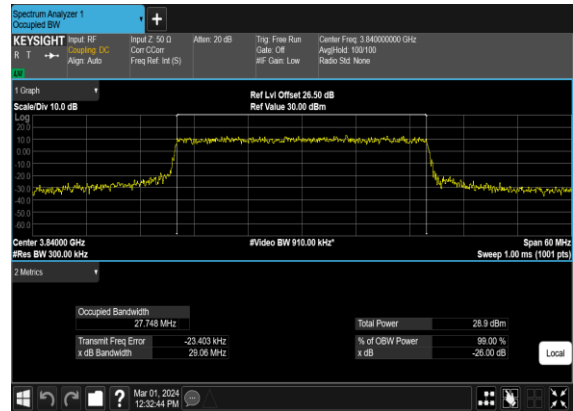 Spectrum Analyzer 1
Occupied BW
+
KEYSIGHT Input: RF Input Z: 50 Ω Atten: 20 dB Trig: Free Run Center Freq: 3.840000000 GHz
R T Coupling: DC Corr CCorr Gate: Off Avg|Hold: 100/100
Align: Auto Freq Ref: Int (S) #IF Gain: Low Radio Std: None
LU
1 Graph Ref Lvl Offset 26.50 dB
Scale/Div 10.0 dB Ref Value 30.00 dBm
Log
20.0
10.0
0.00
-10.0
-20.0
-30.0
-40.0
-50.0
-60.0
Center 3.84000 GHz #Video BW 910.00 kHz* Span 60 MHz
#Res BW 300.00 kHz Sweep 1.00 ms (1001 pts)
2 Metrics
Occupied Bandwidth
27.748 MHz Total Power 28.9 dBm
Transmit Freq Error -23.403 kHz % of OBW Power 99.00 %
x dB Bandwidth 29.06 MHz x dB -26.00 dB
Local
? Mar 01, 2024
12:32:44 PM